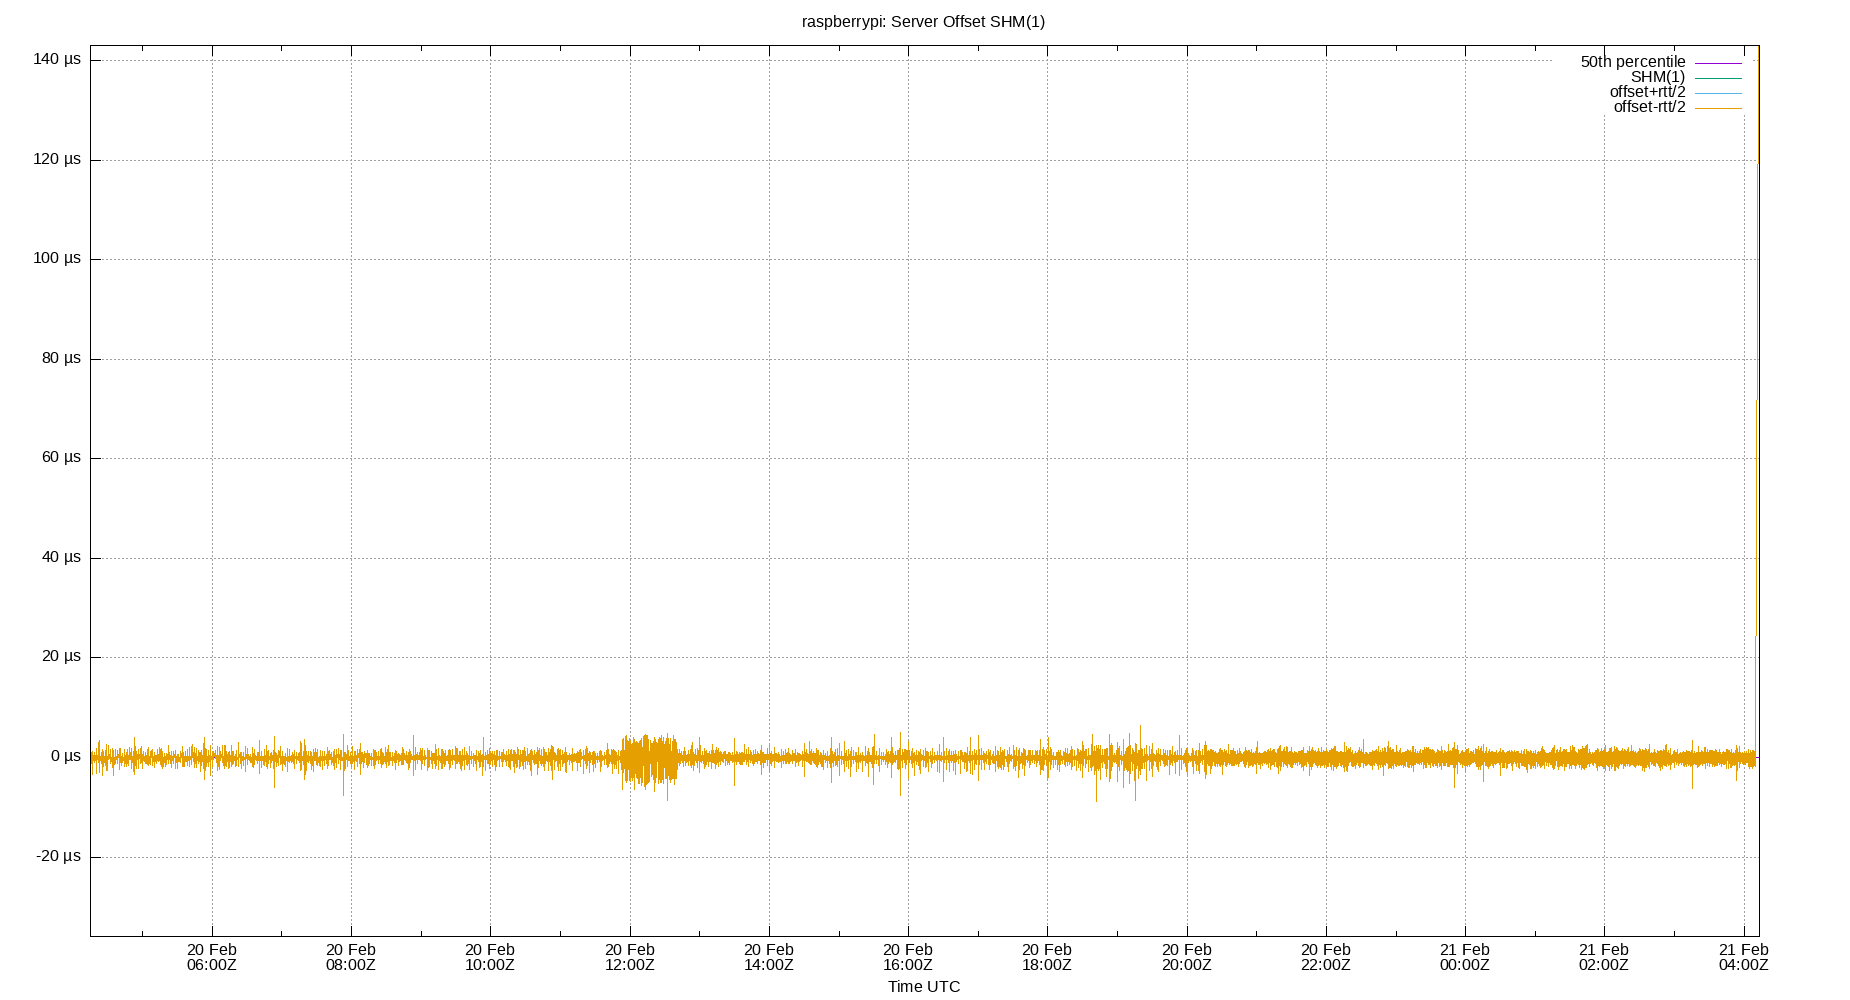 raspberrypi: Server Offset SHM(1)
140 µs
120 µs
100 µs
80 µs
60 µs
40 µs
20 µs
0 µs
-20 µs
50th percentile
SHM(1)
offset+rtt/2
offset-rtt/2
20 Feb 20 Feb 20 Feb 20 Feb 20 Feb 20 Feb 20 Feb 20 Feb 20 Feb 21 Feb 21 Feb 21 Feb
06:00Z 08:00Z 10:00Z 12:00Z 14:00Z 16:00Z 18:00Z 20:00Z 22:00Z 00:00Z 02:00Z 04:00Z
Time UTC